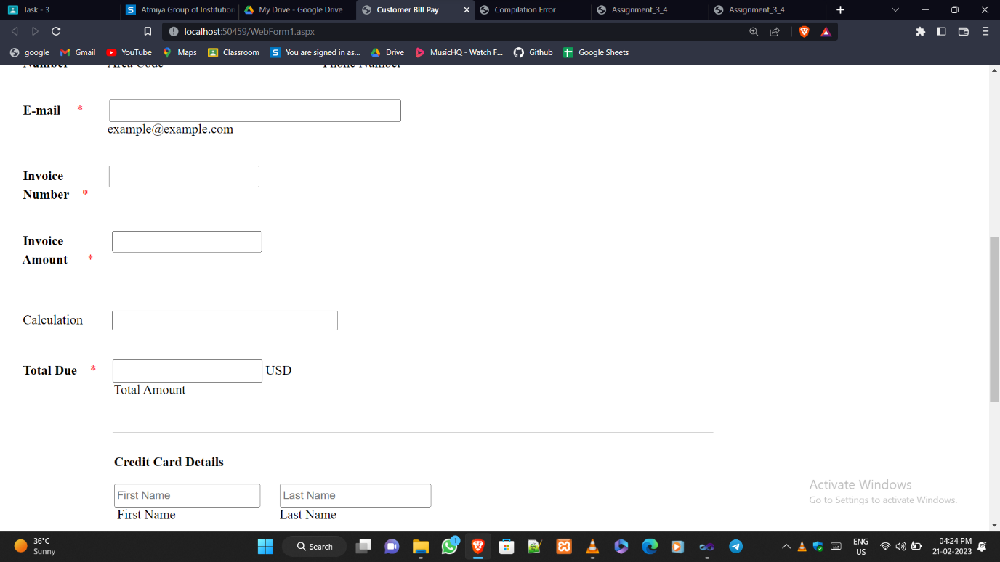 Task - 3
Atmiya Group of Institution
My Drive - Google Drive
Customer Bill Pay
Compilation Error
Assignment_3_4
Assignment_3_4
localhost:50459/WebForm1.aspx
google
Gmail
YouTube
Maps
Classroom
You are signed in as...
Drive
MusicHQ - Watch F...
Github
Google Sheets
Number Area Code Phone Number
E-mail *
example@example.com
Invoice
Number *
Invoice
Amount *
Calculation
Total Due * USD
Total Amount
Credit Card Details
First Name Last Name
First Name Last Name
Activate Windows
Go to Settings to activate Windows.
36°C
Sunny
Search
1
ENG
US
04:24 PM
21-02-2023